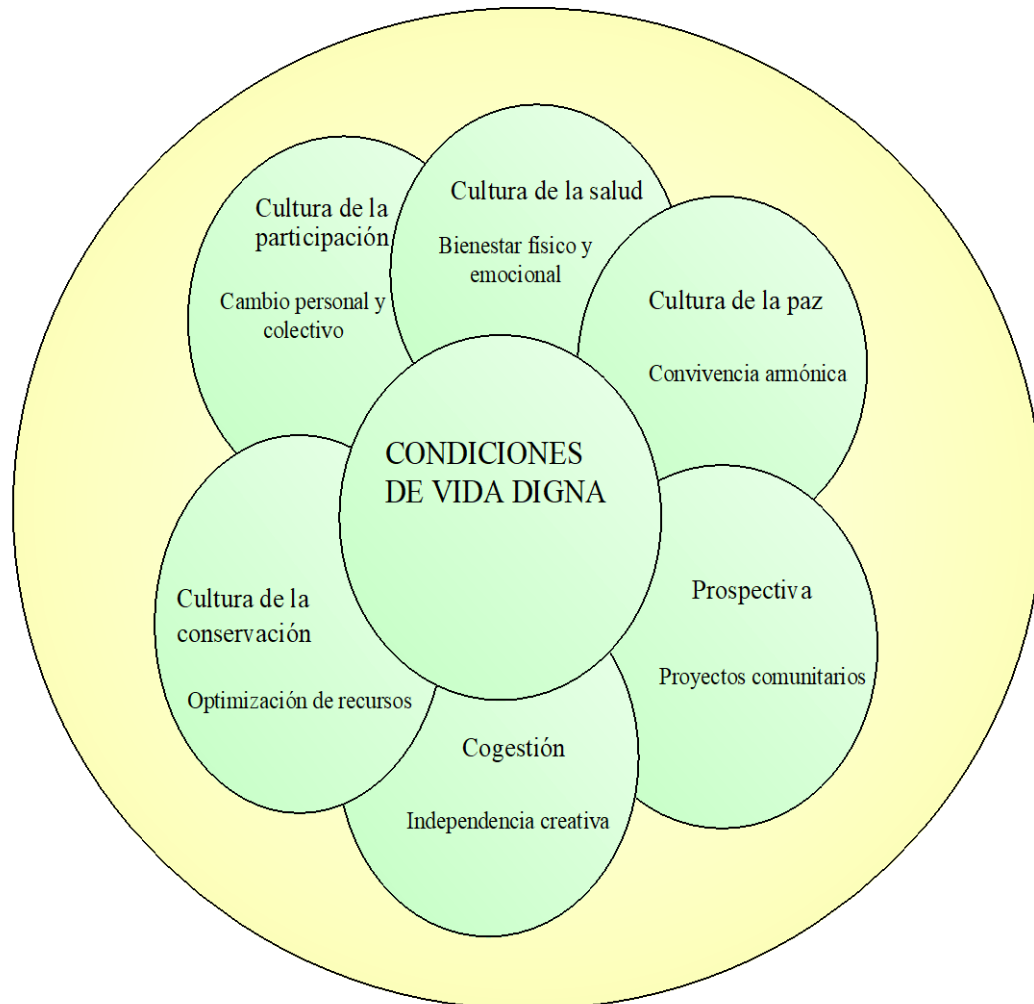 Cultura de la
participación
Cambio personal y
colectivo
Cultura de la salud
Bienestar físico y
emocional
Cultura de la paz
Convivencia armónica
CONDICIONES
DE VIDA DIGNA
Cultura de la
conservación
Optimización de recursos
Prospectiva
Proyectos comunitarios
Cogestión
Independencia creativa